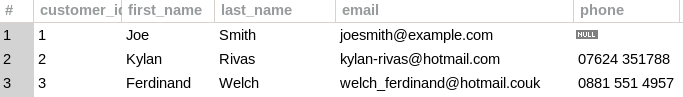 # customer_id first_name last_name email phone
1 1 Joe Smith joesmith@example.com NULL
2 2 Kylan Rivas kylan-rivas@hotmail.com 07624 351788
3 3 Ferdinand Welch welch_ferdinand@hotmail.couk 0881 551 4957